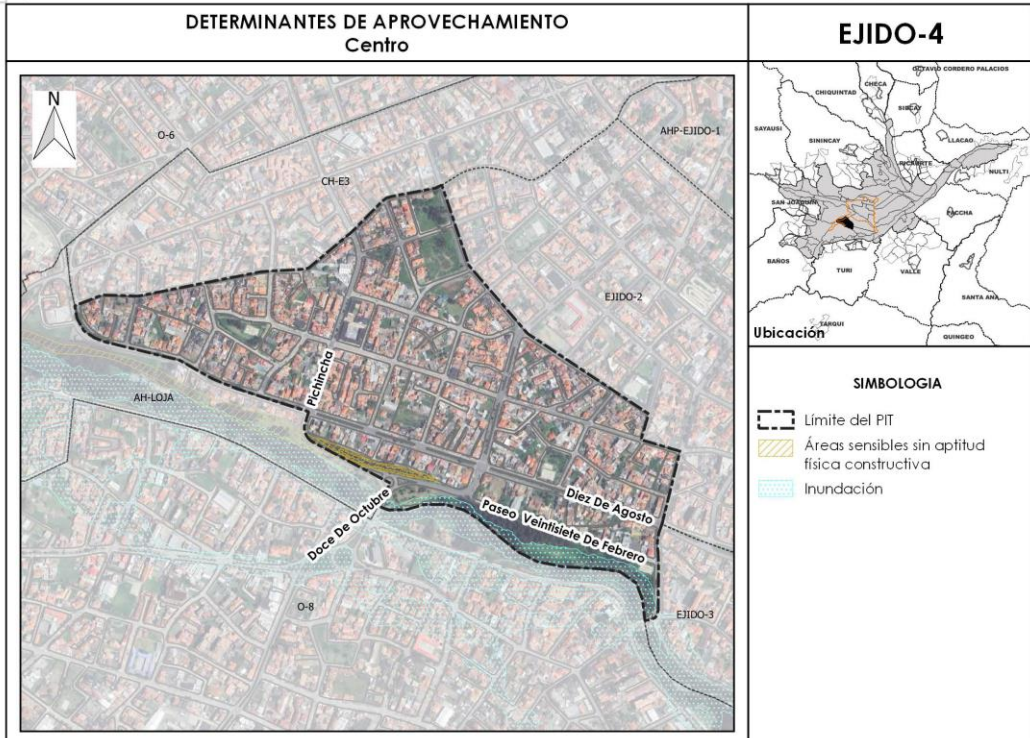 DETERMINANTES DE APROVECHAMIENTO
Centro
EJIDO-4
N
O-6
CH-E3
AHP-EJIDO-1
EJIDO-2
Pichincha
AH-LOJA
Doce De Octubre
Paseo Veintisiete De Febrero
Diez De Agosto
O-8
EJIDO-3
OCTAVIO CORDERO PALACIOS
CHECA
CHIQUINTAD
SIDCAY
SAYAUSI
SININCAY
LLACAO
RICAURTE
NULTI
SAN JOAQUIN
PACCHA
BAÑOS
TURI
VALLE
SANTA ANA
TARQUI
QUINGEO
Ubicación
SIMBOLOGIA
Límite del PIT
Áreas sensibles sin aptitud
física constructiva
Inundación